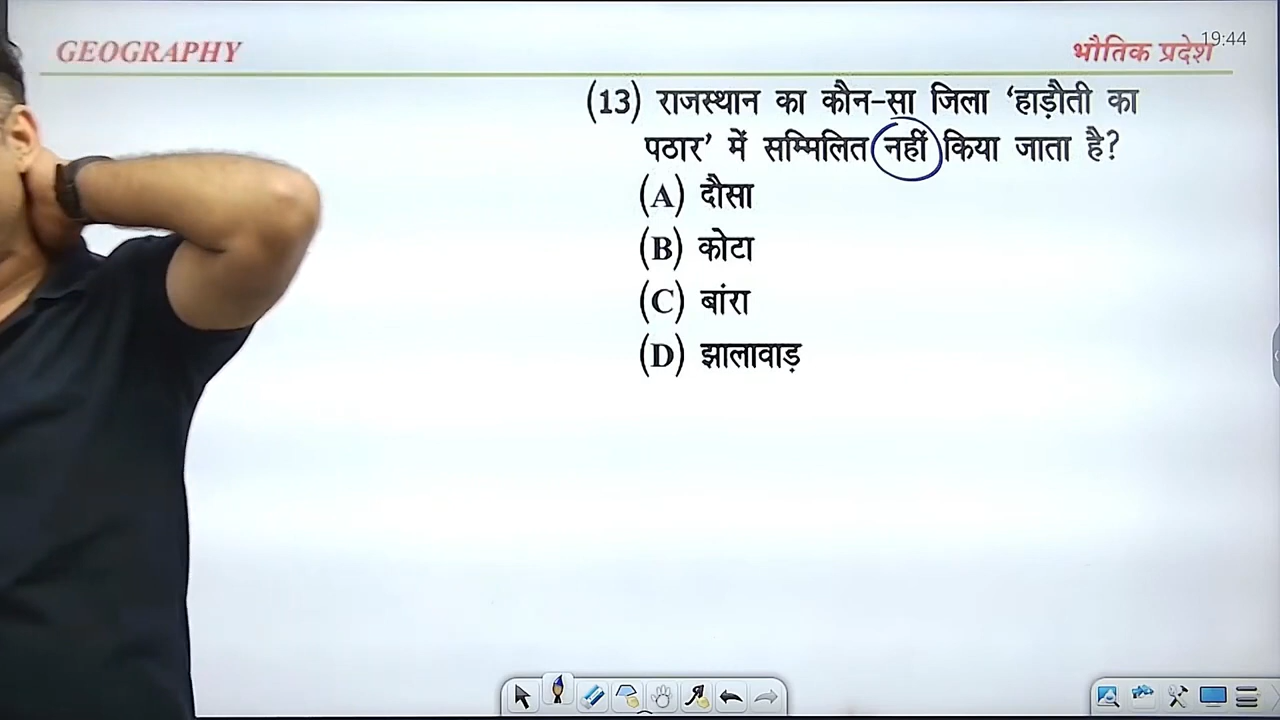 GEOGRAPHY
भौतिक प्रदेश
19:44
(13) राजस्थान का कौन-सा जिला ‘हाड़ौती का
पठार’ में सम्मिलित नहीं किया जाता है?
(A) दौसा
(B) कोटा
(C) बांरा
(D) झालावाड़